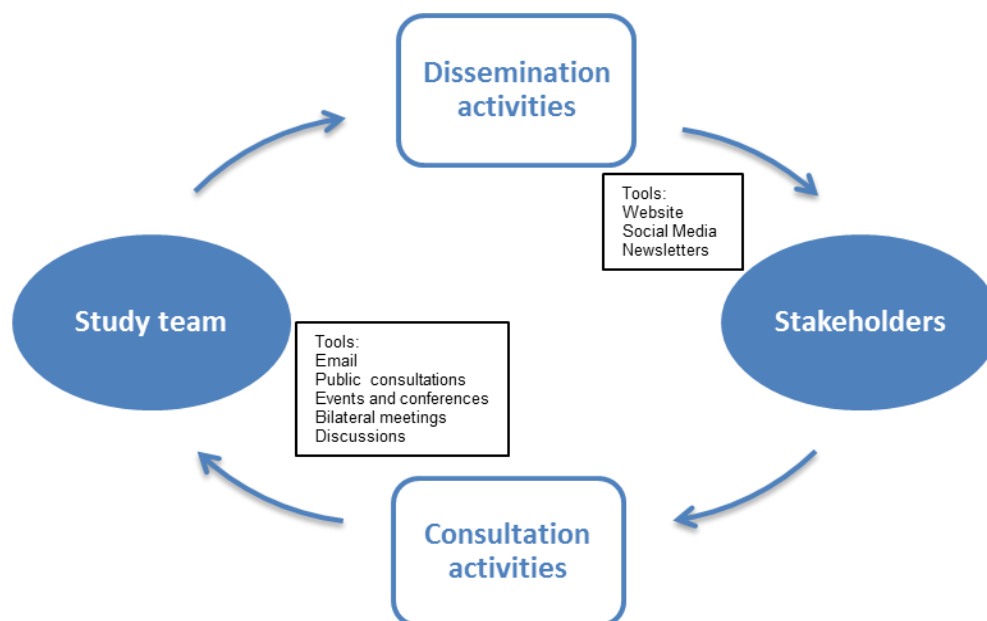 Dissemination
activities
Tools:
Website
Social Media
Newsletters
Study team
Stakeholders
Tools:
Email
Public consultations
Events and conferences
Bilateral meetings
Discussions
Consultation
activities